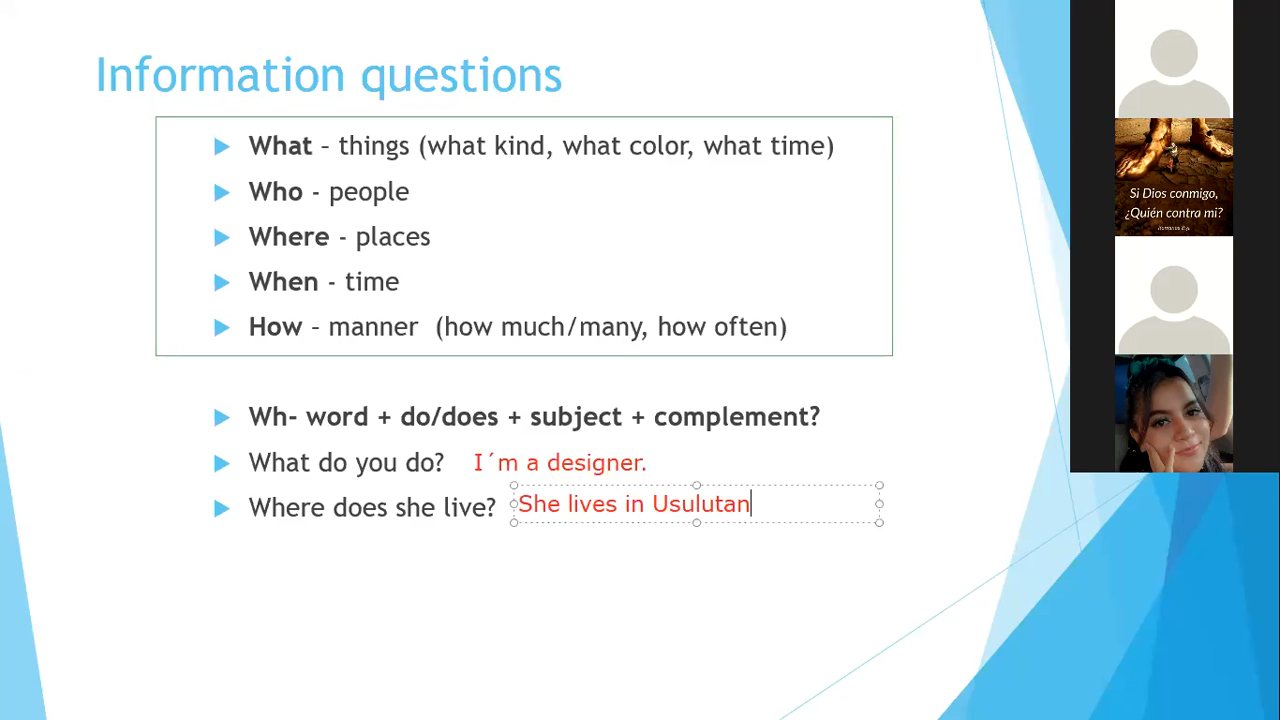 Information questions
What – things (what kind, what color, what time)
Who - people
Where - places
When - time
How – manner (how much/many, how often)
Wh- word + do/does + subject + complement?
What do you do? I´m a designer.
Where does she live? She lives in Usulutan
Si Dios conmigo,
¿Quién contra mi?